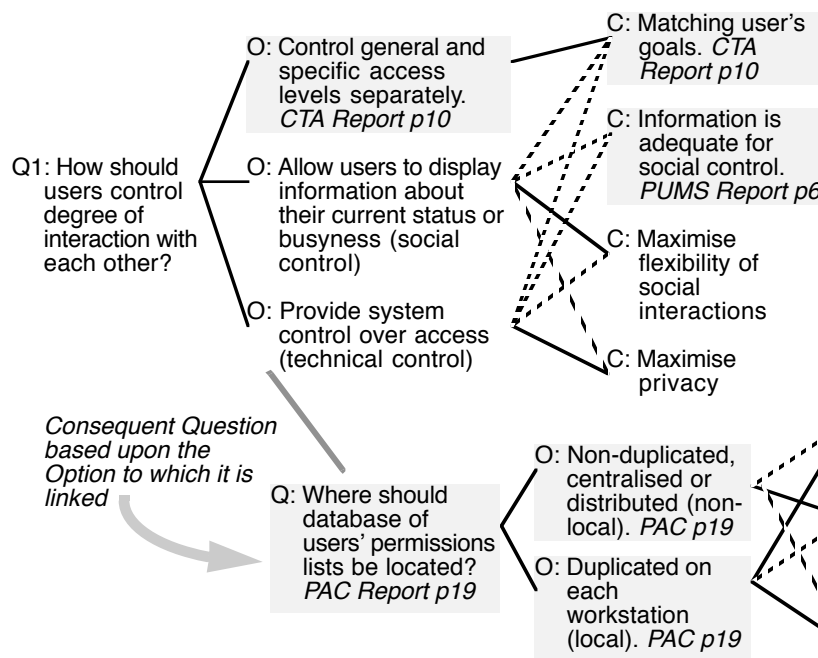 Q1: How should
users control
degree of
interaction with
each other?
O: Control general and
specific access
levels separately.
CTA Report p10
O: Allow users to display
information about
their current status or
busyness (social
control)
O: Provide system
control over access
(technical control)
C: Matching user's
goals. CTA
Report p10
C: Information is
adequate for
social control.
PUMS Report p6
C: Maximise
flexibility of
social
interactions
C: Maximise
privacy
Consequent Question
based upon the
Option to which it is
linked
Q: Where should
database of
users' permissions
lists be located?
PAC Report p19
O: Non-duplicated,
centralised or
distributed (non-
local). PAC p19
O: Duplicated on
each
workstation
(local). PAC p19